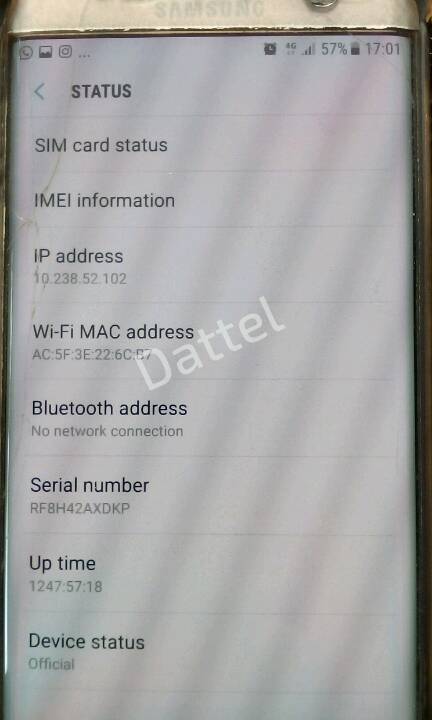 SAMSUNG
... 4G 57% 17:01
< STATUS
SIM card status
IMEI information
IP address
10.238.52.102
Wi-Fi MAC address
AC:5F:3E:22:6C:B7
Dattel
Bluetooth address
No network connection
Serial number
RF8H42AXDKP
Up time
1247:57:18
Device status
Official